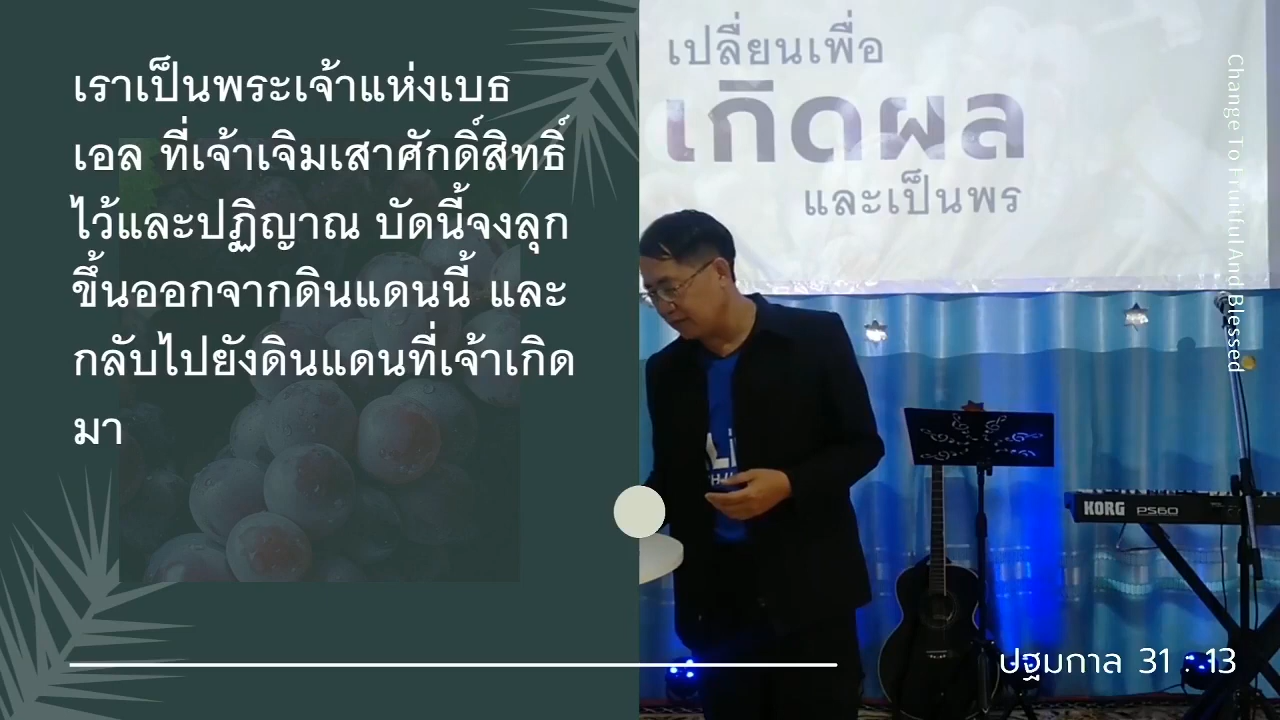 เราเป็นพระเจ้าแห่งเบธ
เอล ที่เจ้าเจิมเสาศักดิ์สิทธิ์
ไว้และปฏิญาณ บัดนี้จงลุก
ขึ้นออกจากดินแดนนี้ และ
กลับไปยังดินแดนที่เจ้าเกิด
มา
เปลี่ยนเพื่อ
เกิดผล
และเป็นพร
Change To Fruitful And Blessed
KORG PS60
ปฐมกาล 31 : 13